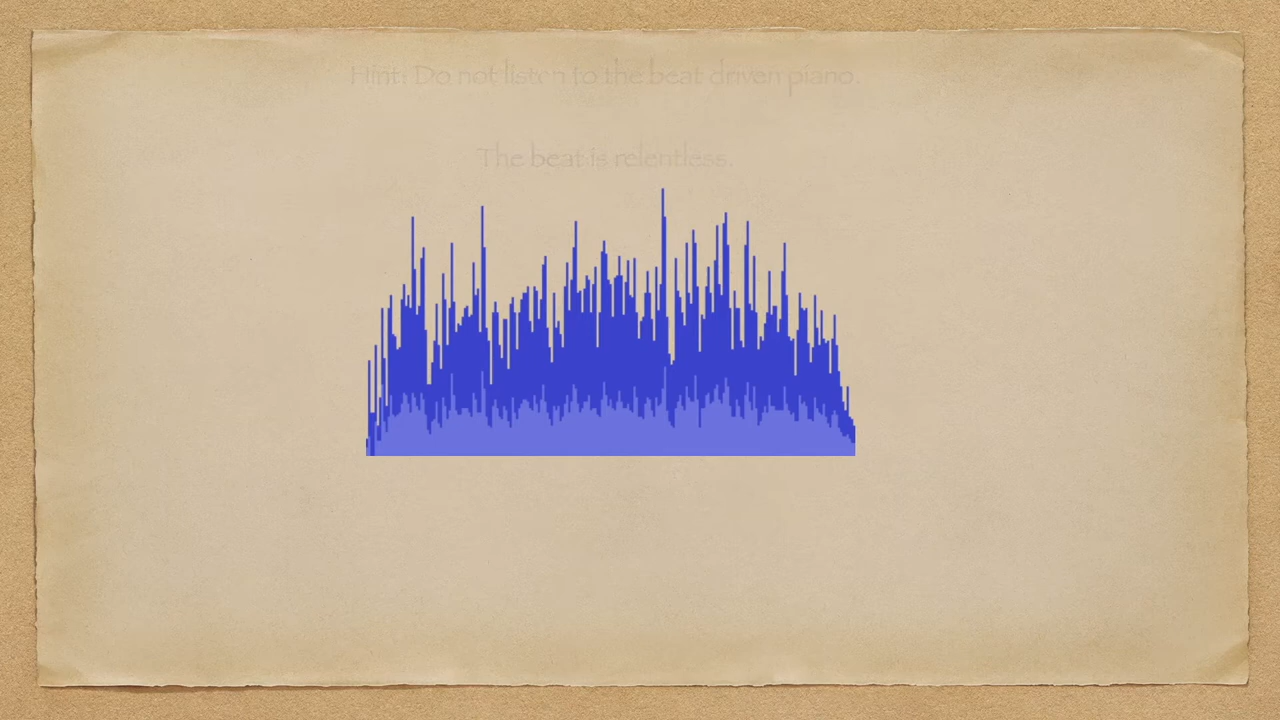 Hint: Do not listen to the beat driven piano.
The beat is relentless.